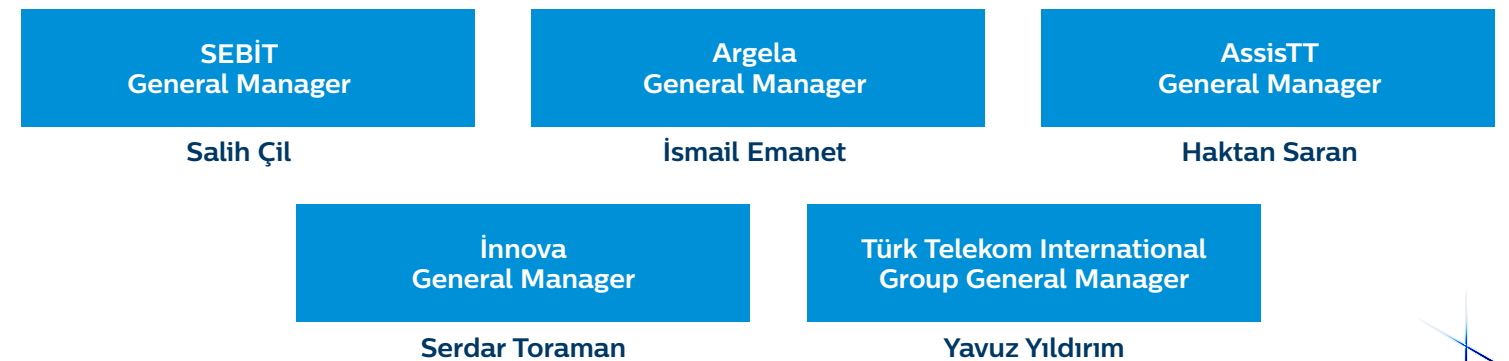 SEBİT
General Manager
Salih Çil
Argela
General Manager
İsmail Emanet
AssisTT
General Manager
Haktan Saran
İnnova
General Manager
Serdar Toraman
Türk Telekom International
Group General Manager
Yavuz Yıldırım